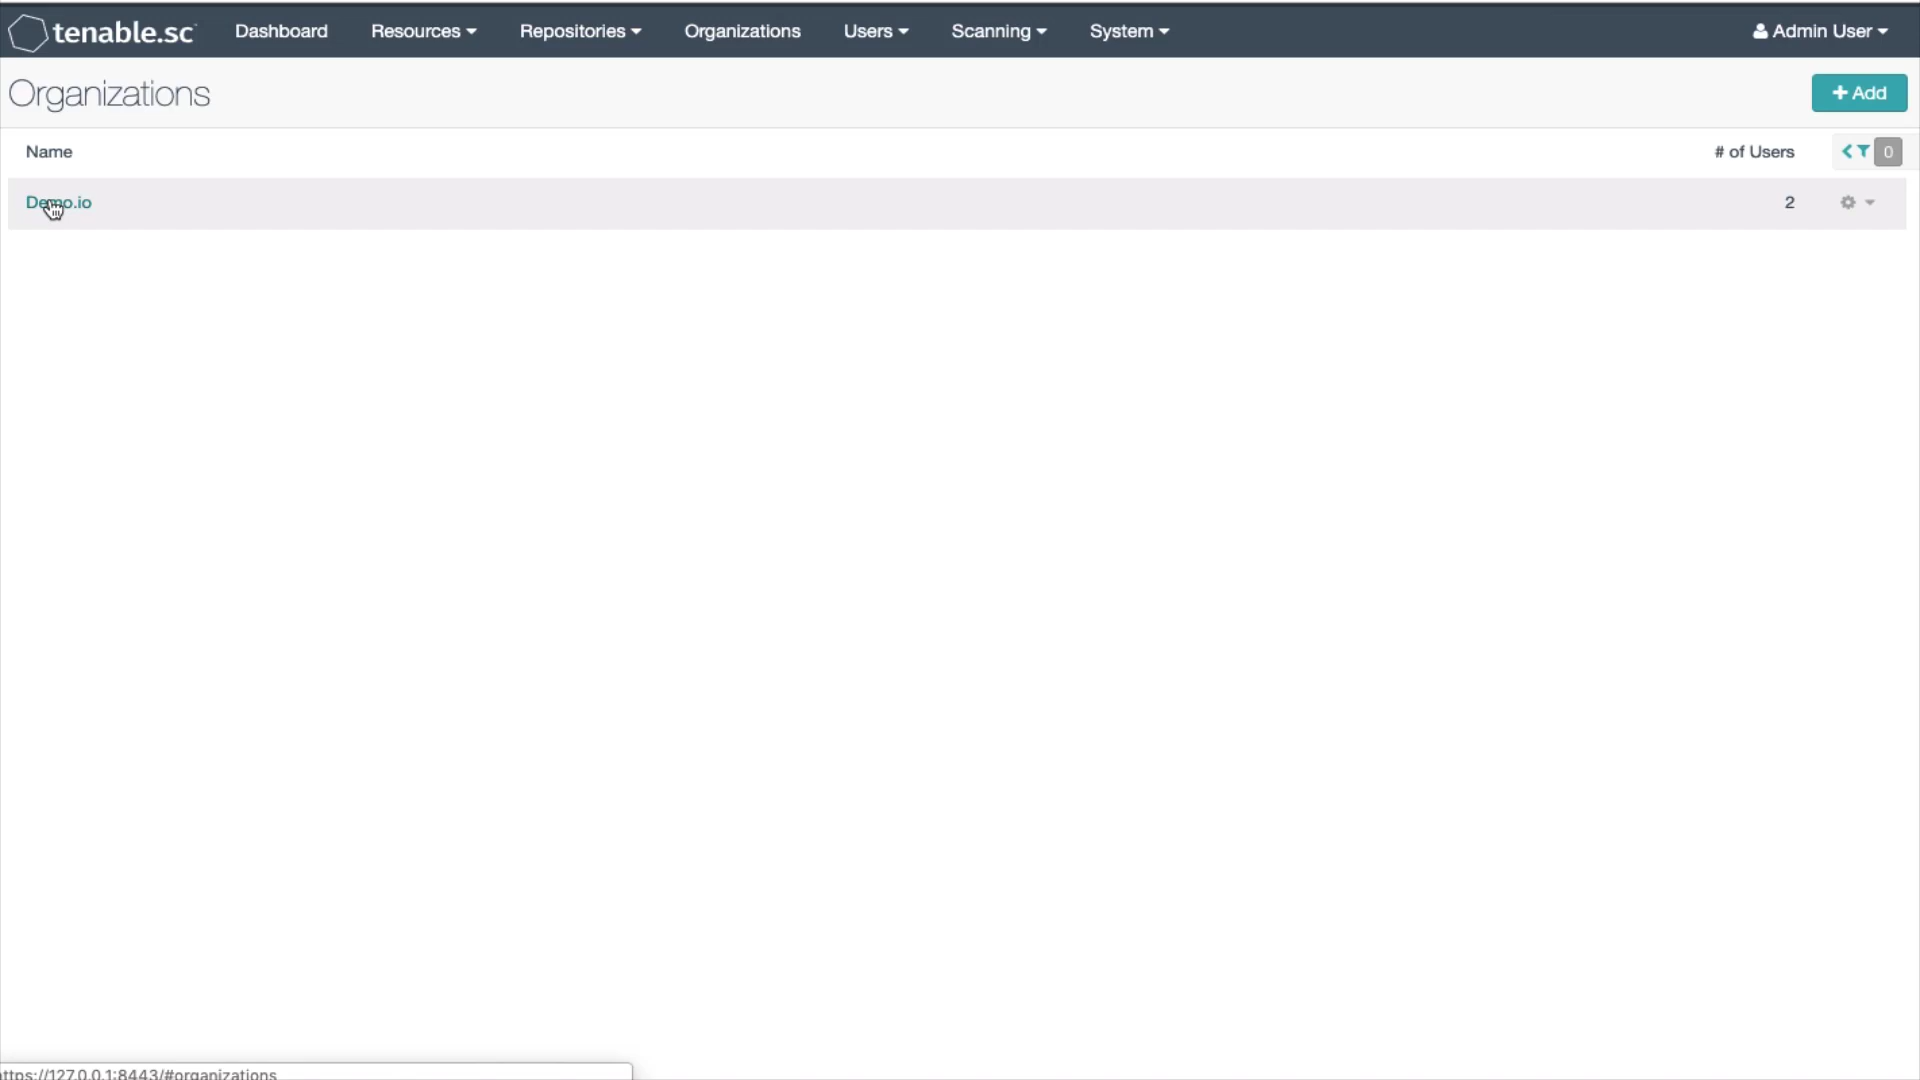 tenable.sc Dashboard Resources Repositories Organizations Users Scanning System Admin User
Organizations
+ Add
Name # of Users 0
Demo.io 2
https://127.0.0.1:8443/#organizations